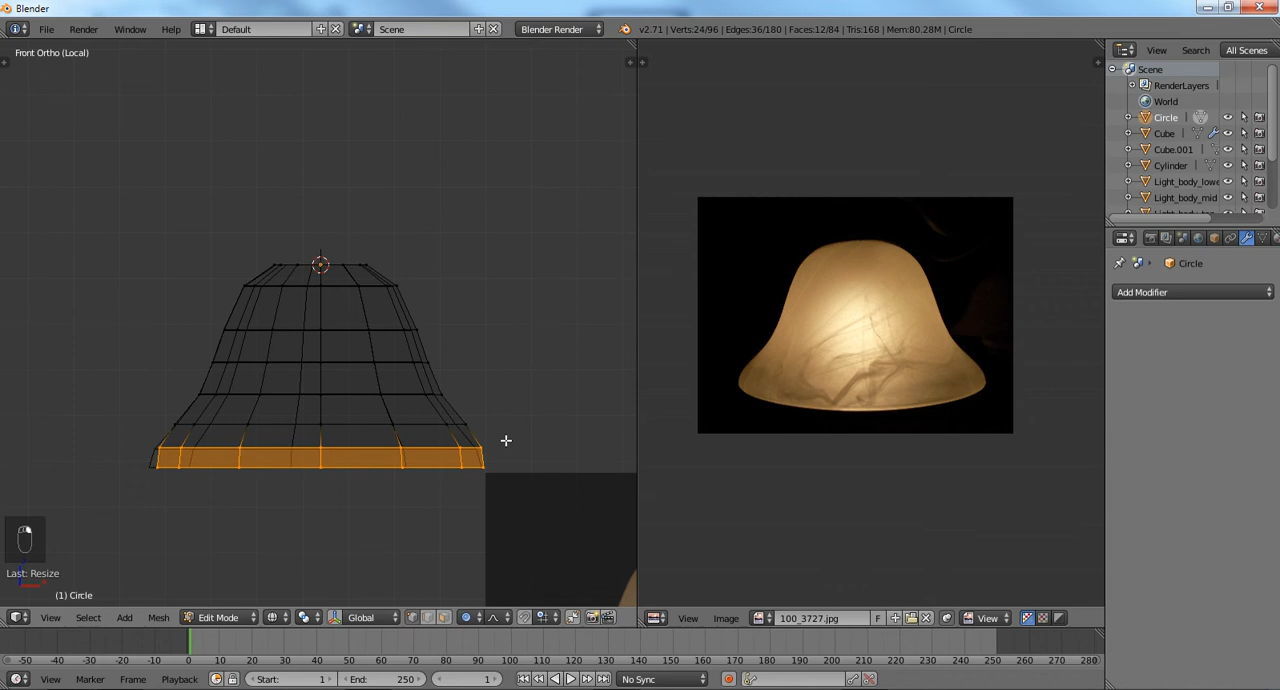 Blender
File Render Window Help Default Scene Blender Render v2.71 | Verts:24/96 | Edges:36/180 | Faces:12/84 | Tris:168 | Mem:80.28M | Circle
Front Ortho (Local)
View Search All Scenes
Scene
RenderLayers
World
Circle
Cube
Cube.001
Cylinder
Light_body_lowe
Light_body_mid
Circle
Add Modifier
Last: Resize
(1) Circle
View Select Add Mesh Edit Mode Global
View Image 100_3727.jpg F View
-50 -40 -30 -20 -10 0 10 20 30 40 50 60 70 80 90 100 110 120 130 140 150 160 170 180 190 200 210 220 230 240 250 260 270 280
View Marker Frame Playback Start: 1 End: 250 1 No Sync